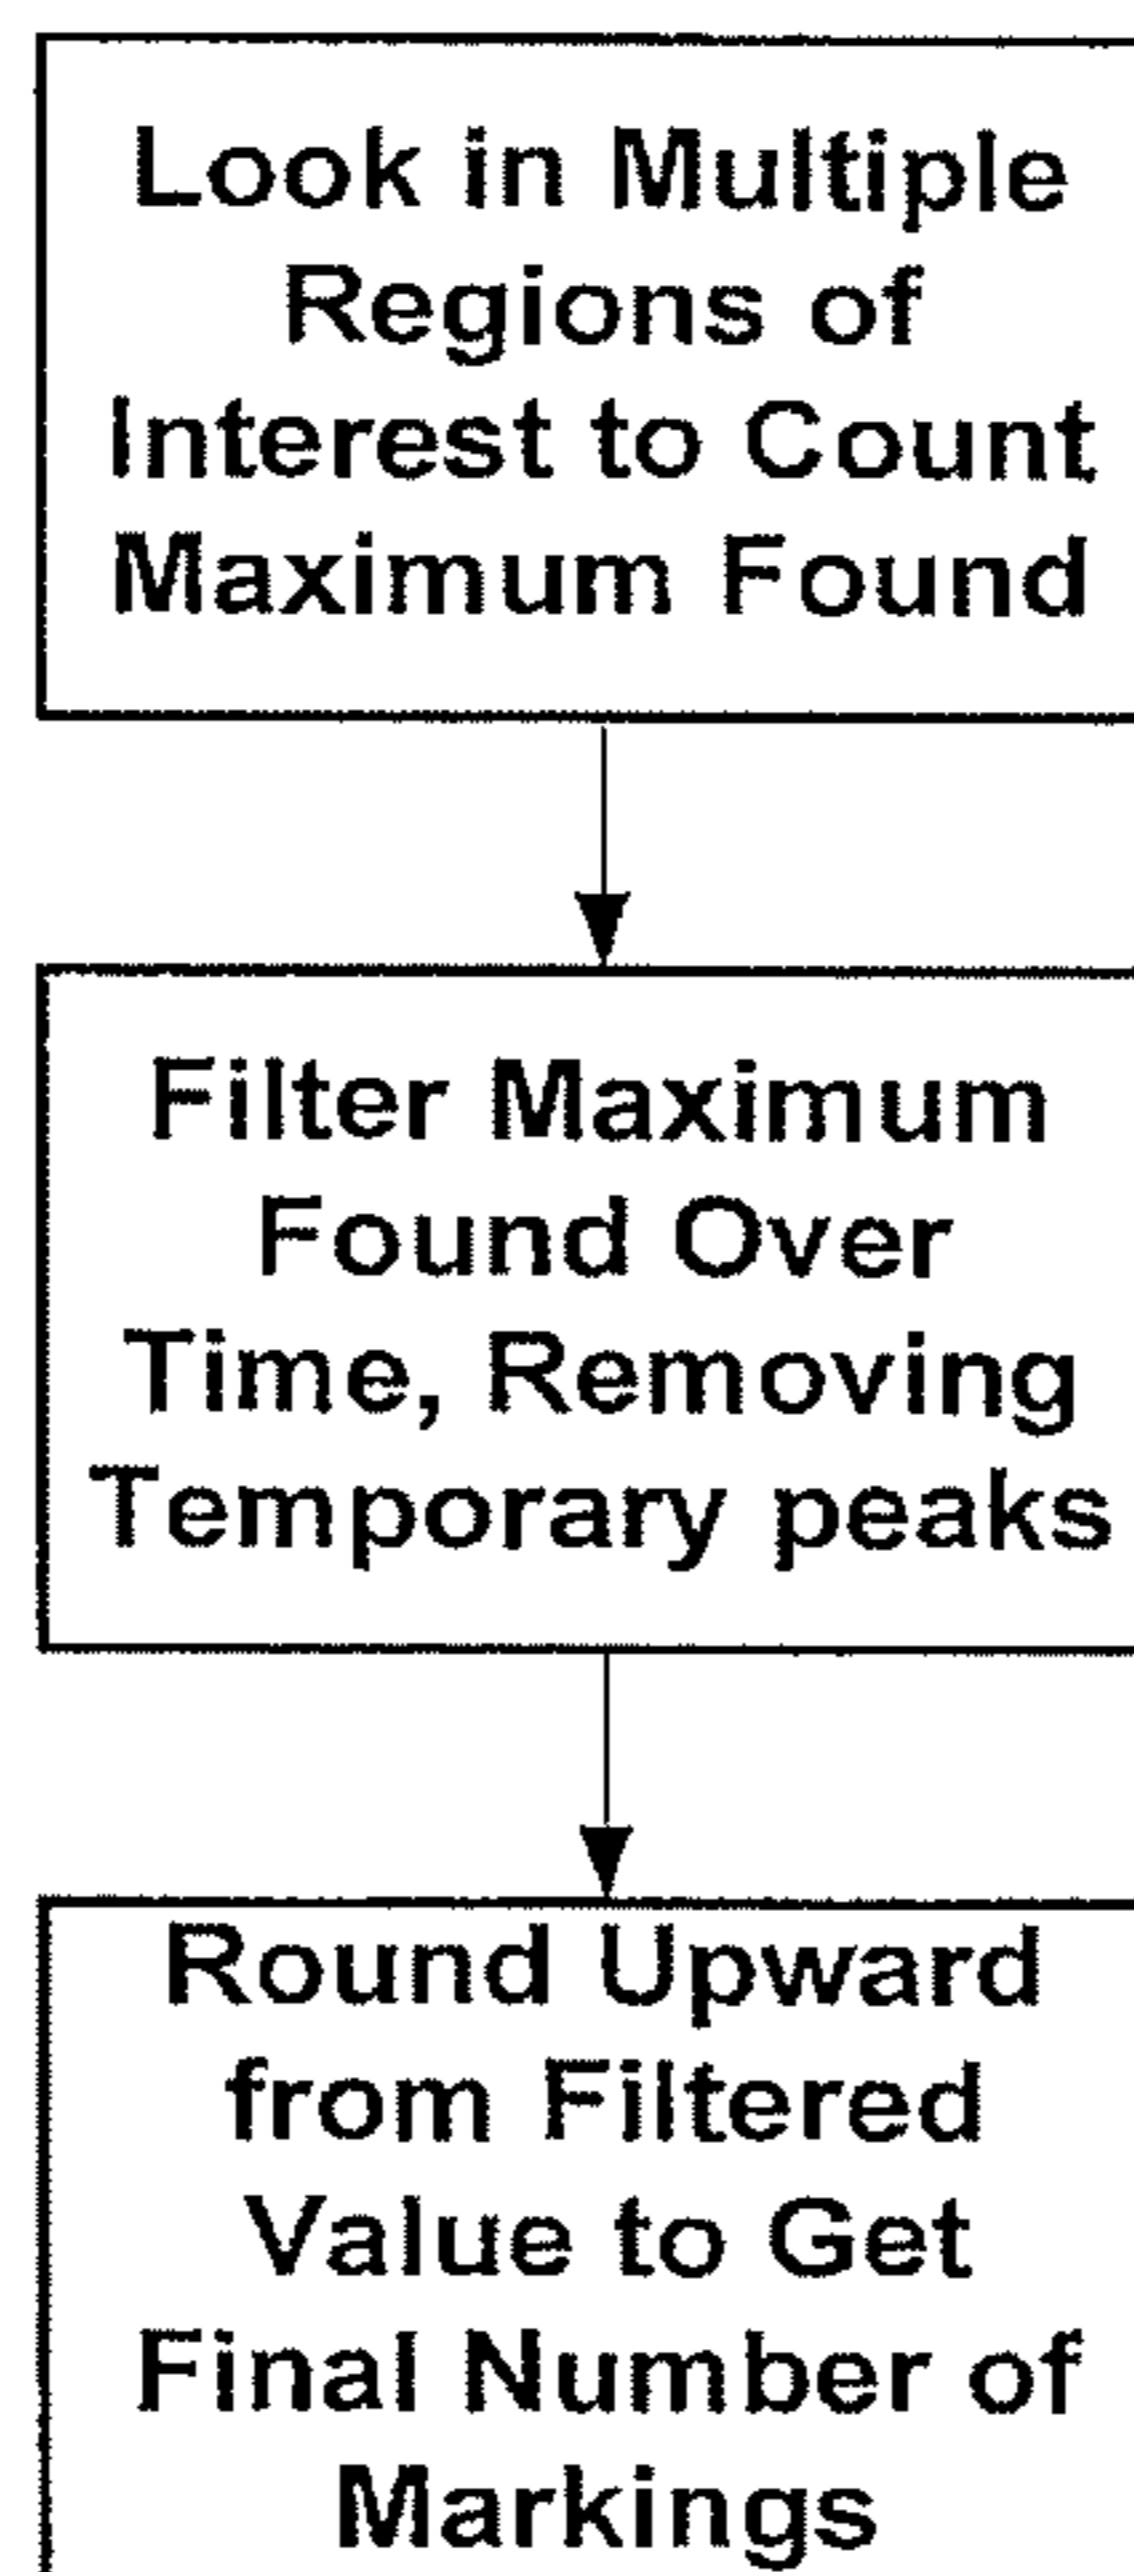 Look in Multiple
Regions of
Interest to Count
Maximum Found
Filter Maximum
Found Over
Time, Removing
Temporary peaks
Round Upward
from Filtered
Value to Get
Final Number of
Markings